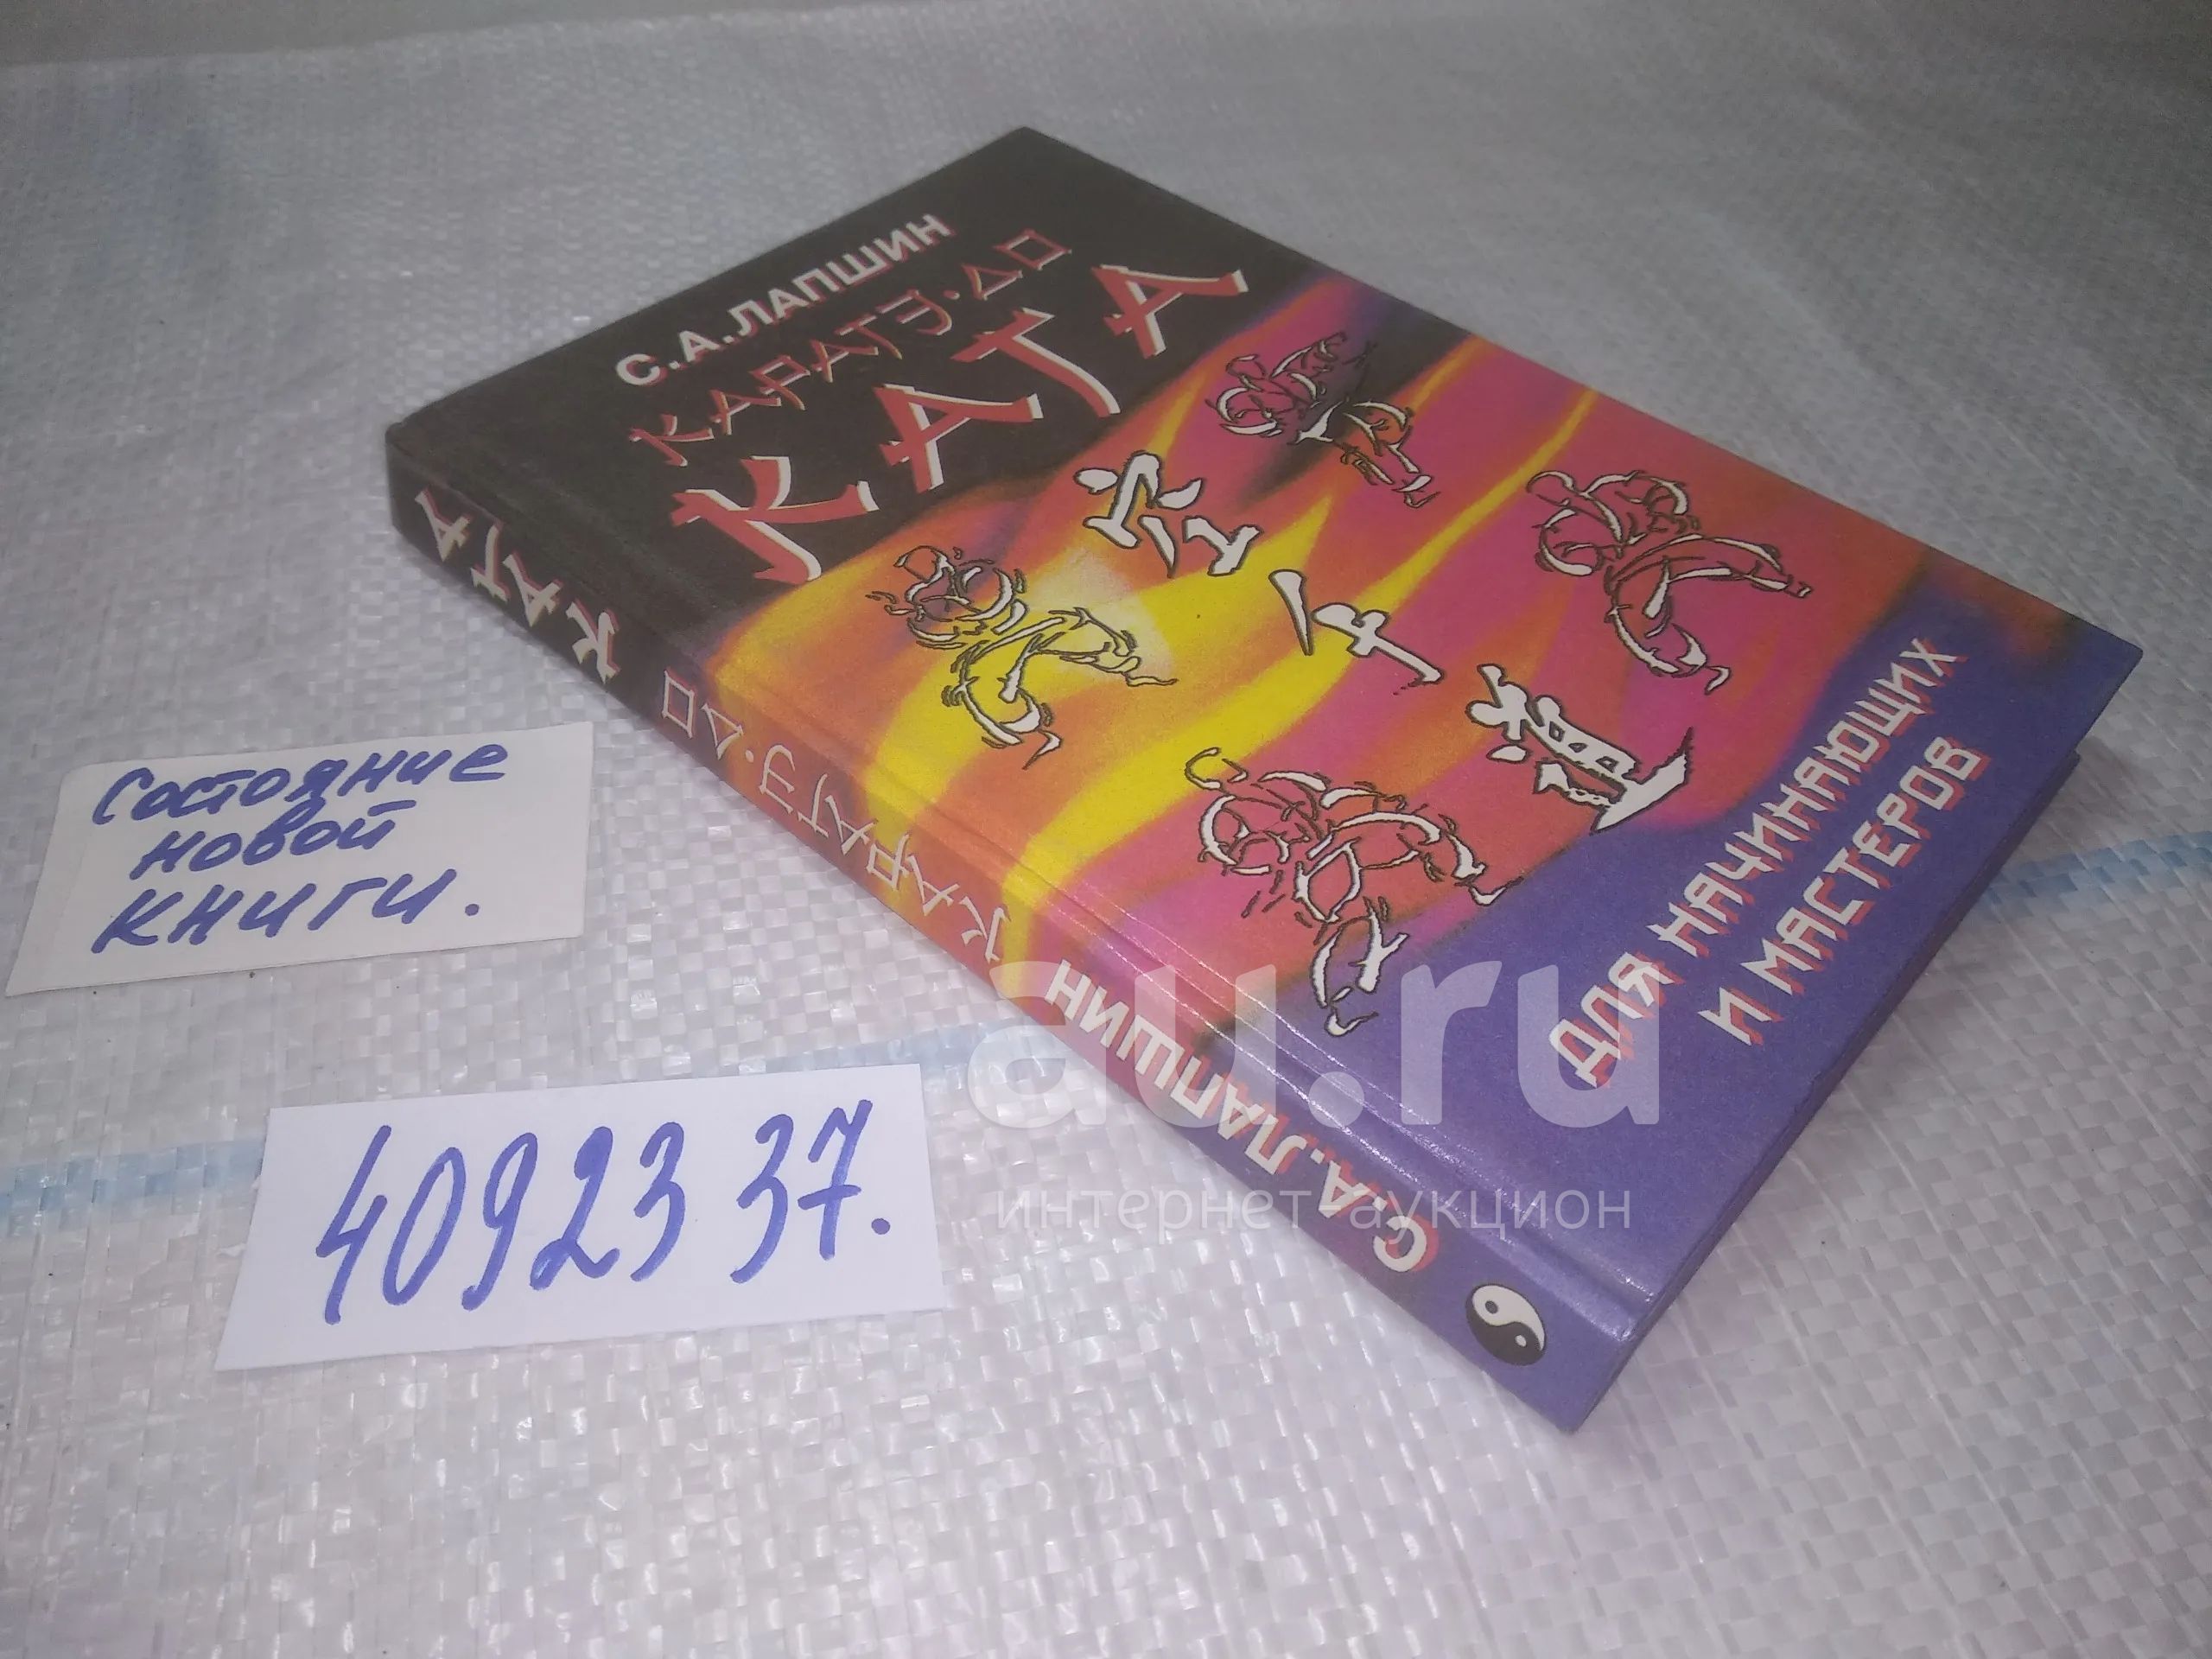 С.А.ЛАПШИН
КАРАТЭ-ДО
КАТА
空手道
ДЛЯ НАЧИНАЮЩИХ
И МАСТЕРОВ
С.А.ЛАПШИН
КАРАТЭ-ДО
КАТА
Состояние
новой
книги.
4092337.
au.ru
интернет аукцион